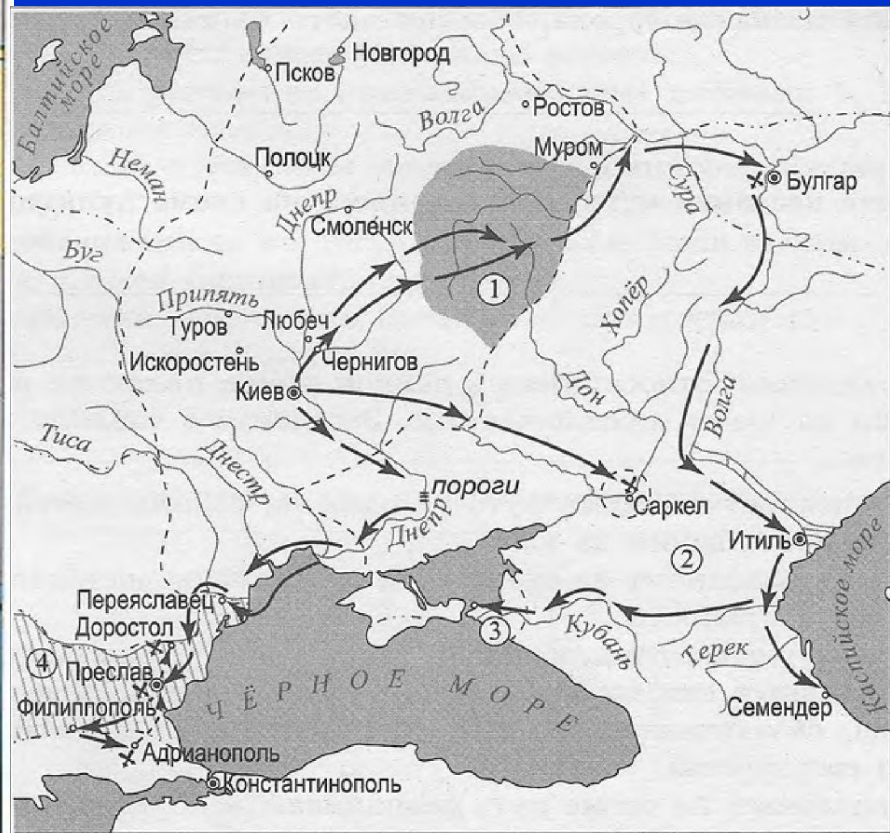 Балтийское
море
Новгород
Псков
Волга
Ростов
Муром
Полоцк
Неман
Днепр
Сура
Булгар
Смоленск
Буг
1
Хопёр
Припять
Туров
Любеч
Искоростень
Чернигов
Киев
Дон
Волга
Тиса
Днестр
пороги
Днепр
Саркел
Итиль
2
Каспийское море
Переяславец
Доростол
3
Кубань
4
Преслав
Терек
ЧЁРНОЕ МОРЕ
Филиппополь
Семендер
Адрианополь
Константинополь